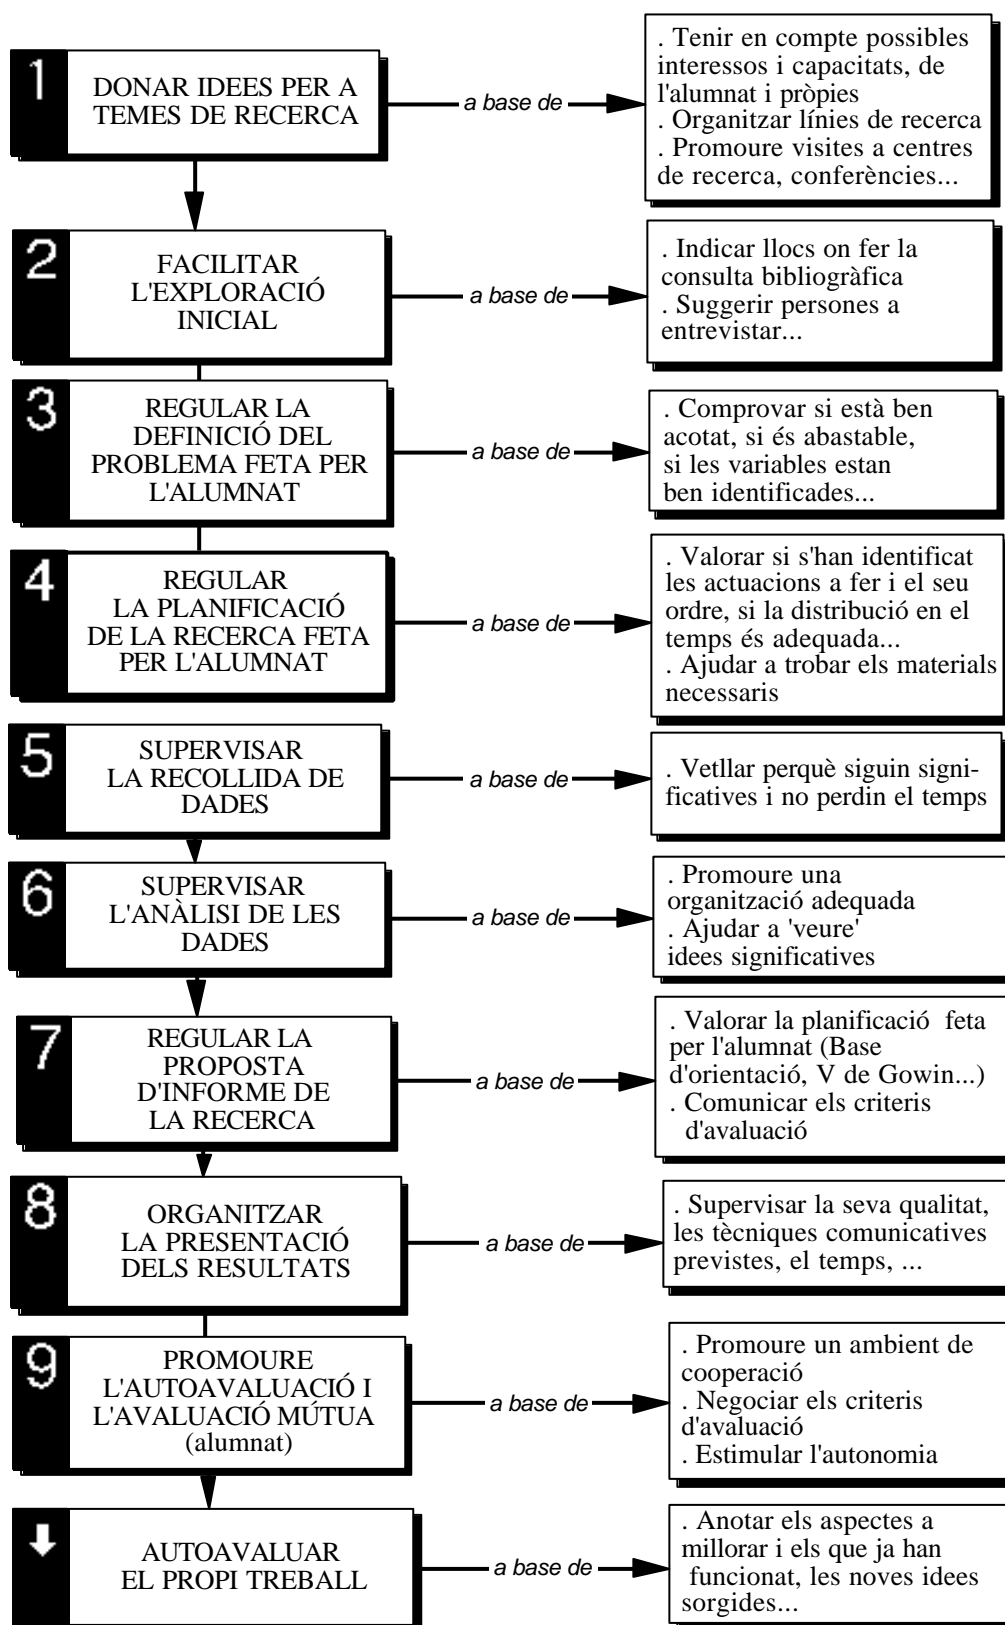 1
DONAR IDEES PER A
TEMES DE RECERCA
a base de
. Tenir en compte possibles
interessos i capacitats, de
l'alumnat i pròpies
. Organitzar línies de recerca
. Promoure visites a centres
de recerca, conferències...
2
FACILITAR
L'EXPLORACIÓ
INICIAL
a base de
. Indicar llocs on fer la
consulta bibliogràfica
. Suggerir persones a
entrevistar...
3
REGULAR LA
DEFINICIÓ DEL
PROBLEMA FETA PER
L'ALUMNAT
a base de
. Comprovar si està ben
acotat, si és abastable,
si les variables estan
ben identificades...
4
REGULAR
LA PLANIFICACIÓ
DE LA RECERCA FETA
PER L'ALUMNAT
a base de
. Valorar si s'han identificat
les actuacions a fer i el seu
ordre, si la distribució en el
temps és adequada...
. Ajudar a trobar els materials
necessaris
5
SUPERVISAR
LA RECOLLIDA DE
DADES
a base de
. Vetllar perquè siguin signi-
ficatives i no perdin el temps
6
SUPERVISAR
L'ANÀLISI DE LES
DADES
a base de
. Promoure una
organització adequada
. Ajudar a 'veure'
idees significatives
7
REGULAR LA
PROPOSTA
D'INFORME DE
LA RECERCA
a base de
. Valorar la planificació feta
per l'alumnat (Base
d'orientació, V de Gowin...)
. Comunicar els criteris
d'avaluació
8
ORGANITZAR
LA PRESENTACIÓ
DELS RESULTATS
a base de
. Supervisar la seva qualitat,
les tècniques comunicatives
previstes, el temps, ...
9
PROMOURE
L'AUTOAVALUACIÓ I
L'AVALUACIÓ MÚTUA
(alumnat)
a base de
. Promoure un ambient de
cooperació
. Negociar els criteris
d'avaluació
. Estimular l'autonomia
AUTOAVALUAR
EL PROPI TREBALL
a base de
. Anotar els aspectes a
millorar i els que ja han
funcionat, les noves idees
sorgides...